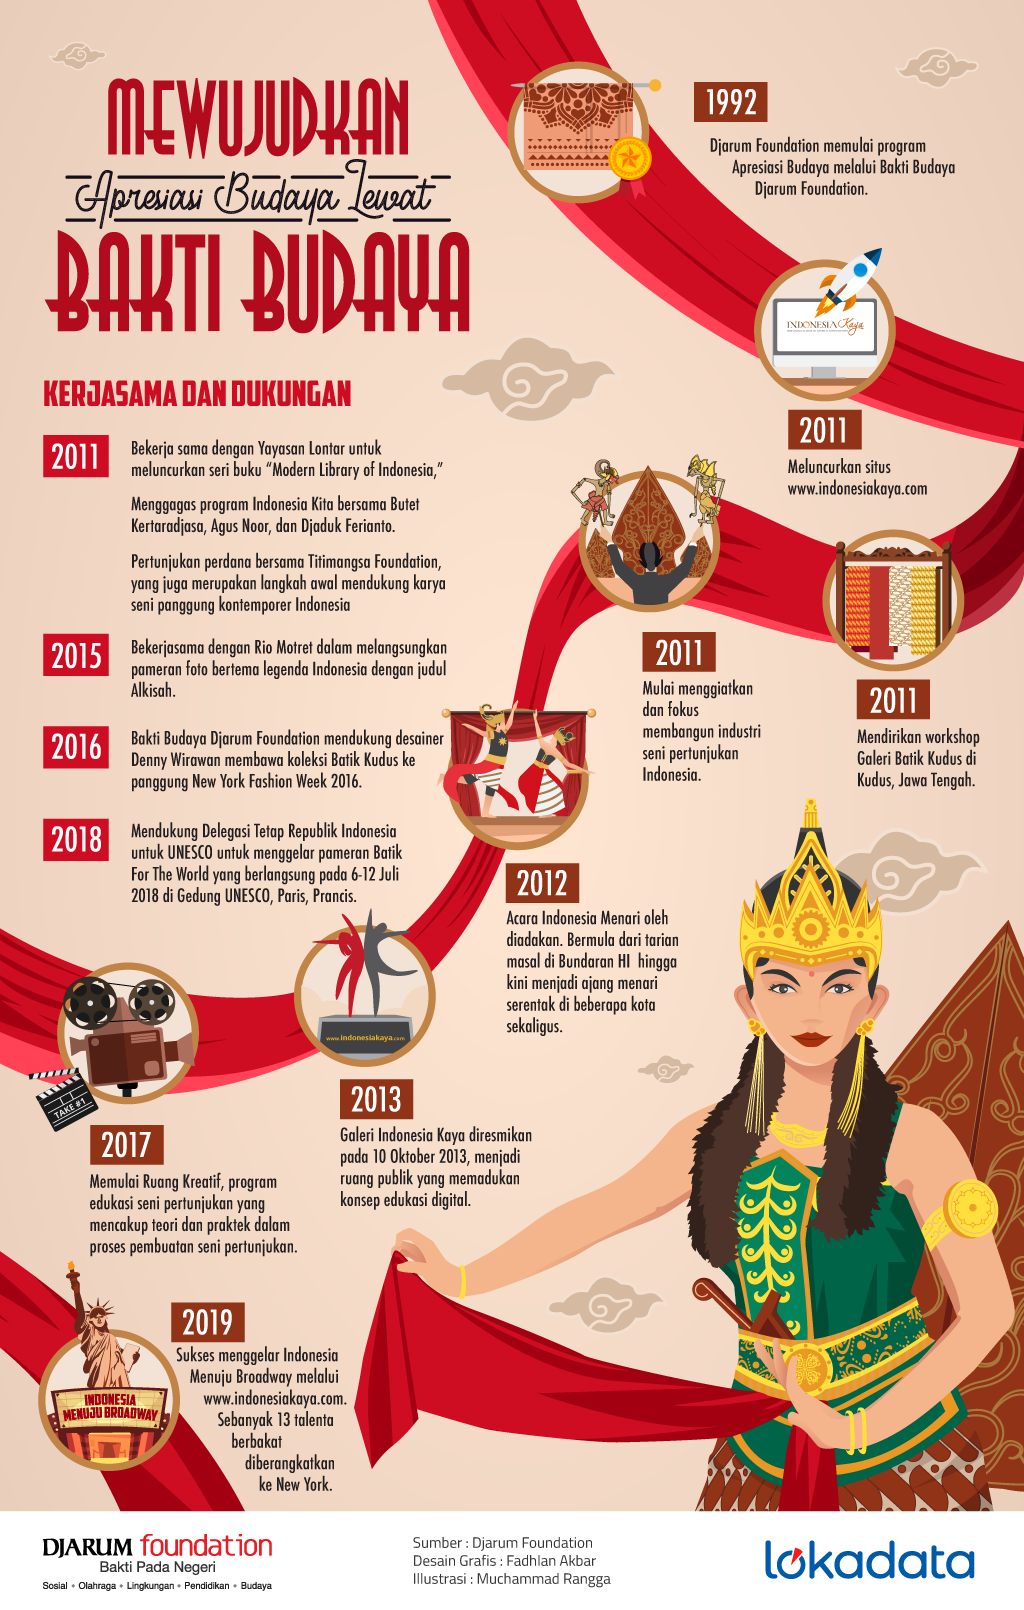 MEWUJUDKAN
Apresiasi Budaya Lewat
BAKTI BUDAYA
1992
Djarum Foundation memulai program
Apresiasi Budaya melalui Bakti Budaya
Djarum Foundation.
INDONESIA Kaya
2011
Meluncurkan situs
www.indonesiakaya.com
2011
Mendirikan workshop
Galeri Batik Kudus di
Kudus, Jawa Tengah.
2011
Mulai menggiatkan
dan fokus
membangun industri
seni pertunjukan
Indonesia.
KERJASAMA DAN DUKUNGAN
2011
Bekerja sama dengan Yayasan Lontar untuk
meluncurkan seri buku “Modern Library of Indonesia,”
Menggagas program Indonesia Kita bersama Butet
Kertaradjasa, Agus Noor, dan Djaduk Ferianto.
Pertunjukan perdana bersama Titimangsa Foundation,
yang juga merupakan langkah awal mendukung karya
seni panggung kontemporer Indonesia
2015
Bekerjasama dengan Rio Motret dalam melangsungkan
pameran foto bertema legenda Indonesia dengan judul
Alkisah.
2016
Bakti Budaya Djarum Foundation mendukung desainer
Denny Wirawan membawa koleksi Batik Kudus ke
panggung New York Fashion Week 2016.
2018
Mendukung Delegasi Tetap Republik Indonesia
untuk UNESCO untuk menggelar pameran Batik
For The World yang berlangsung pada 6-12 Juli
2018 di Gedung UNESCO, Paris, Prancis.
2012
Acara Indonesia Menari oleh
diadakan. Bermula dari tarian
masal di Bundaran HI hingga
kini menjadi ajang menari
serentak di beberapa kota
sekaligus.
www.indonesiakaya.com
2013
Galeri Indonesia Kaya diresmikan
pada 10 Oktober 2013, menjadi
ruang publik yang memadukan
konsep edukasi digital.
TAKE #1
2017
Memulai Ruang Kreatif, program
edukasi seni pertunjukan yang
mencakup teori dan praktek dalam
proses pembuatan seni pertunjukan.
2019
Sukses menggelar Indonesia
Menuju Broadway melalui
www.indonesiakaya.com.
Sebanyak 13 talenta
berbakat
diberangkatkan
ke New York.
INDONESIA
MENUJU BROADWAY
DJARUM foundation
Bakti Pada Negeri
Sosial • Olahraga • Lingkungan • Pendidikan • Budaya
Sumber : Djarum Foundation
Desain Grafis : Fadhlan Akbar
Illustrasi : Muchammad Rangga
lokadata